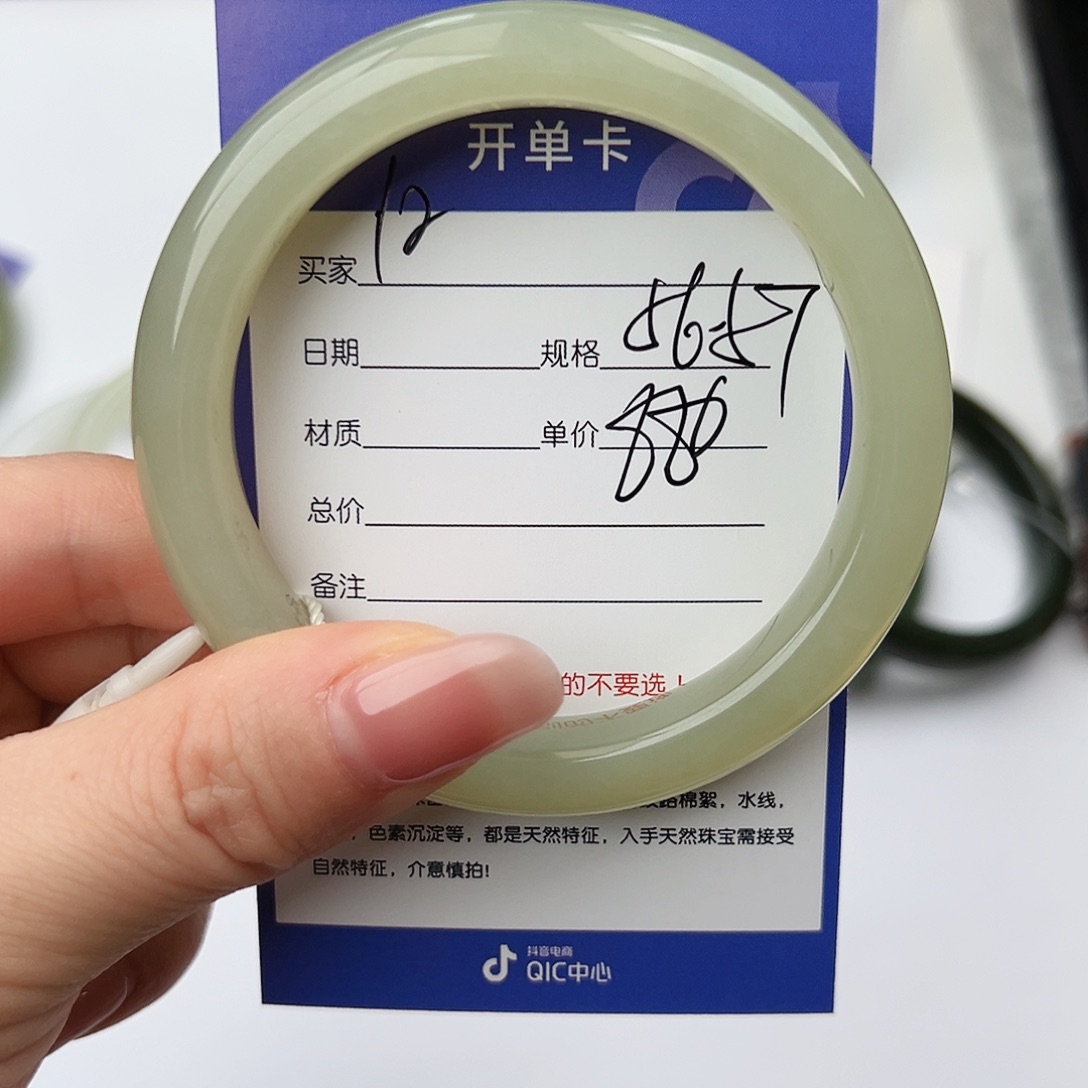 开单卡
买家 12
日期 规格 56-57
材质 单价
总价
备注
的不要选！
棉絮，水线，
，色素沉淀等，都是天然特征，入手天然珠宝需接受
自然特征，介意慎拍!
抖音电商
QIC中心